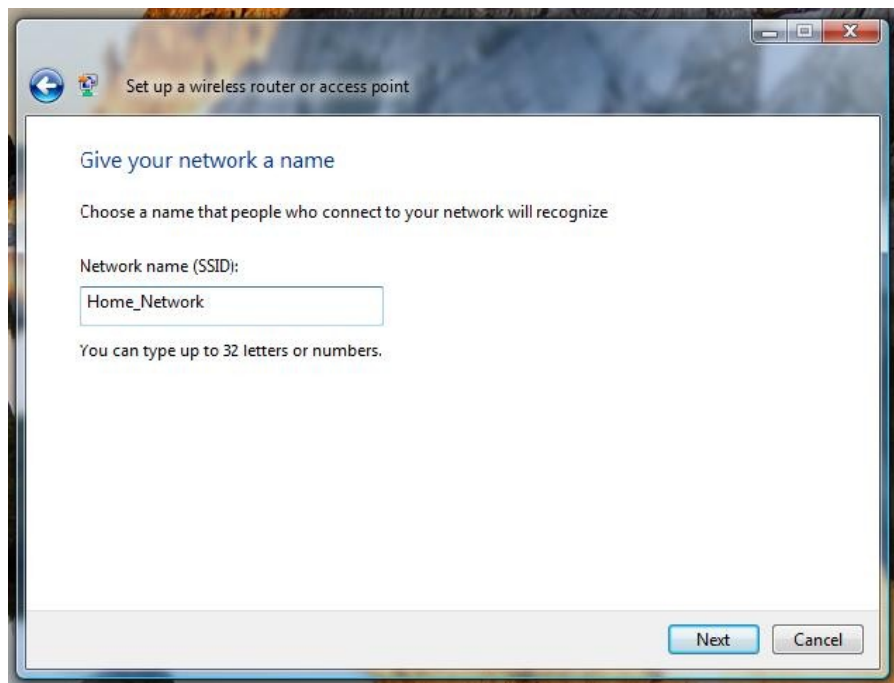 Set up a wireless router or access point
Give your network a name
Choose a name that people who connect to your network will recognize
Network name (SSID):
Home_Network
You can type up to 32 letters or numbers.
Next Cancel